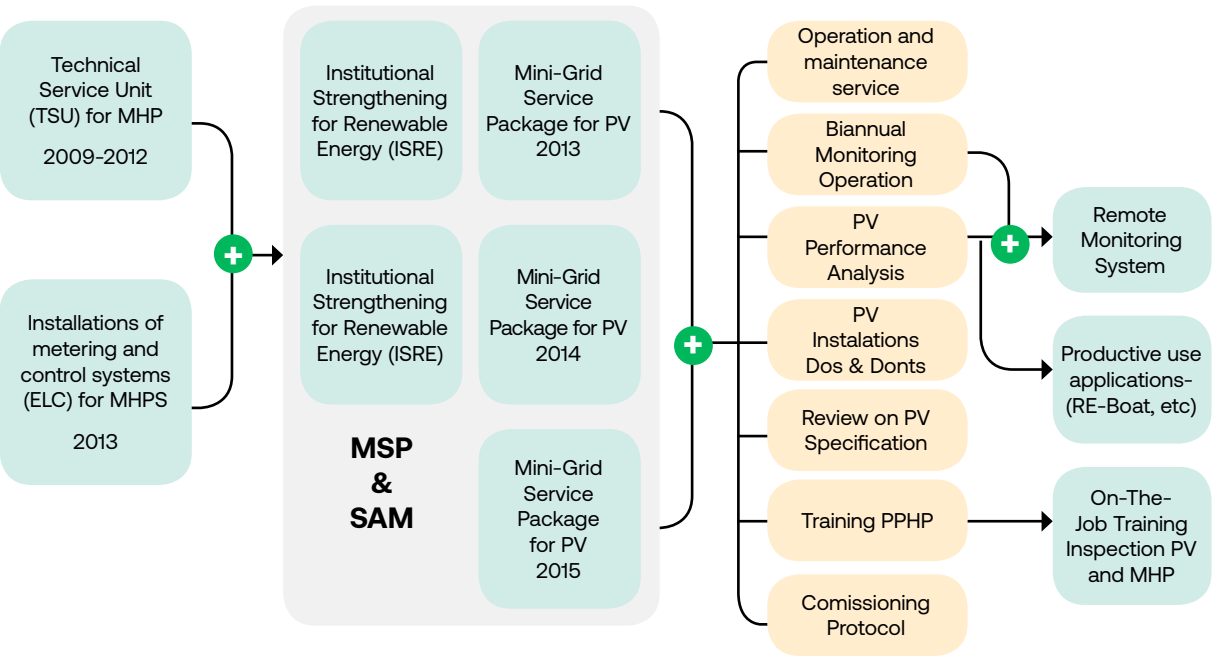 Technical
Service Unit
(TSU) for MHP
2009-2012
Installations of
metering and
control systems
(ELC) for MHPS
2013
Institutional
Strengthening
for Renewable
Energy (ISRE)
Mini-Grid
Service
Package for PV
2013
Institutional
Strengthening
for Renewable
Energy (ISRE)
Mini-Grid
Service
Package for PV
2014
MSP
&
SAM
Mini-Grid
Service
Package
for PV
2015
Operation and
maintenance
service
Biannual
Monitoring
Operation
PV
Performance
Analysis
PV
Instalations
Dos & Donts
Review on PV
Specification
Training PPHP
Comissioning
Protocol
Remote
Monitoring
System
Productive use
applications-
(RE-Boat, etc)
On-The-
Job Training
Inspection PV
and MHP